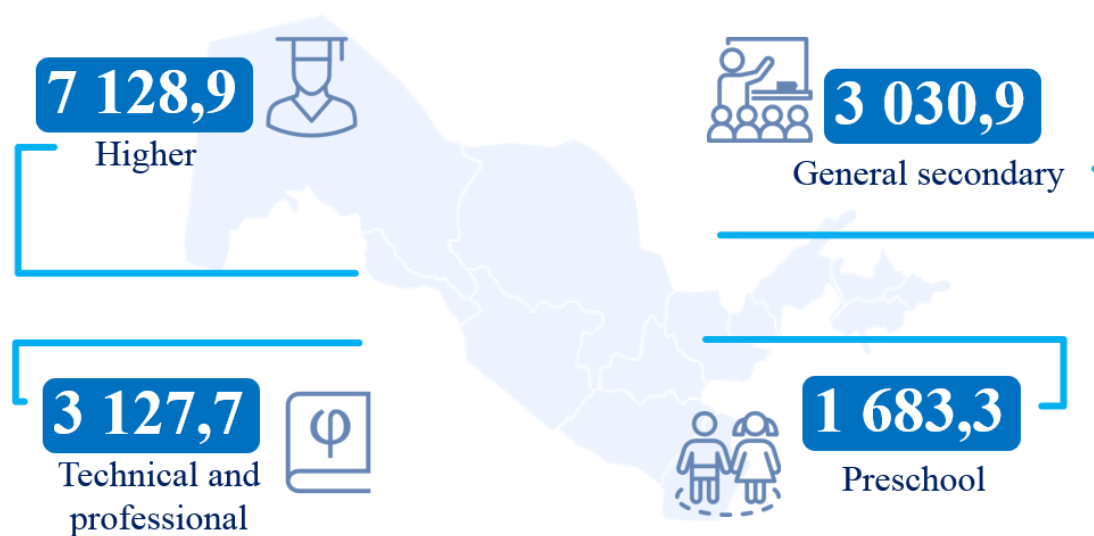 7 128,9
Higher
3 030,9
General secondary
3 127,7
Technical and
professional
φ
1 683,3
Preschool